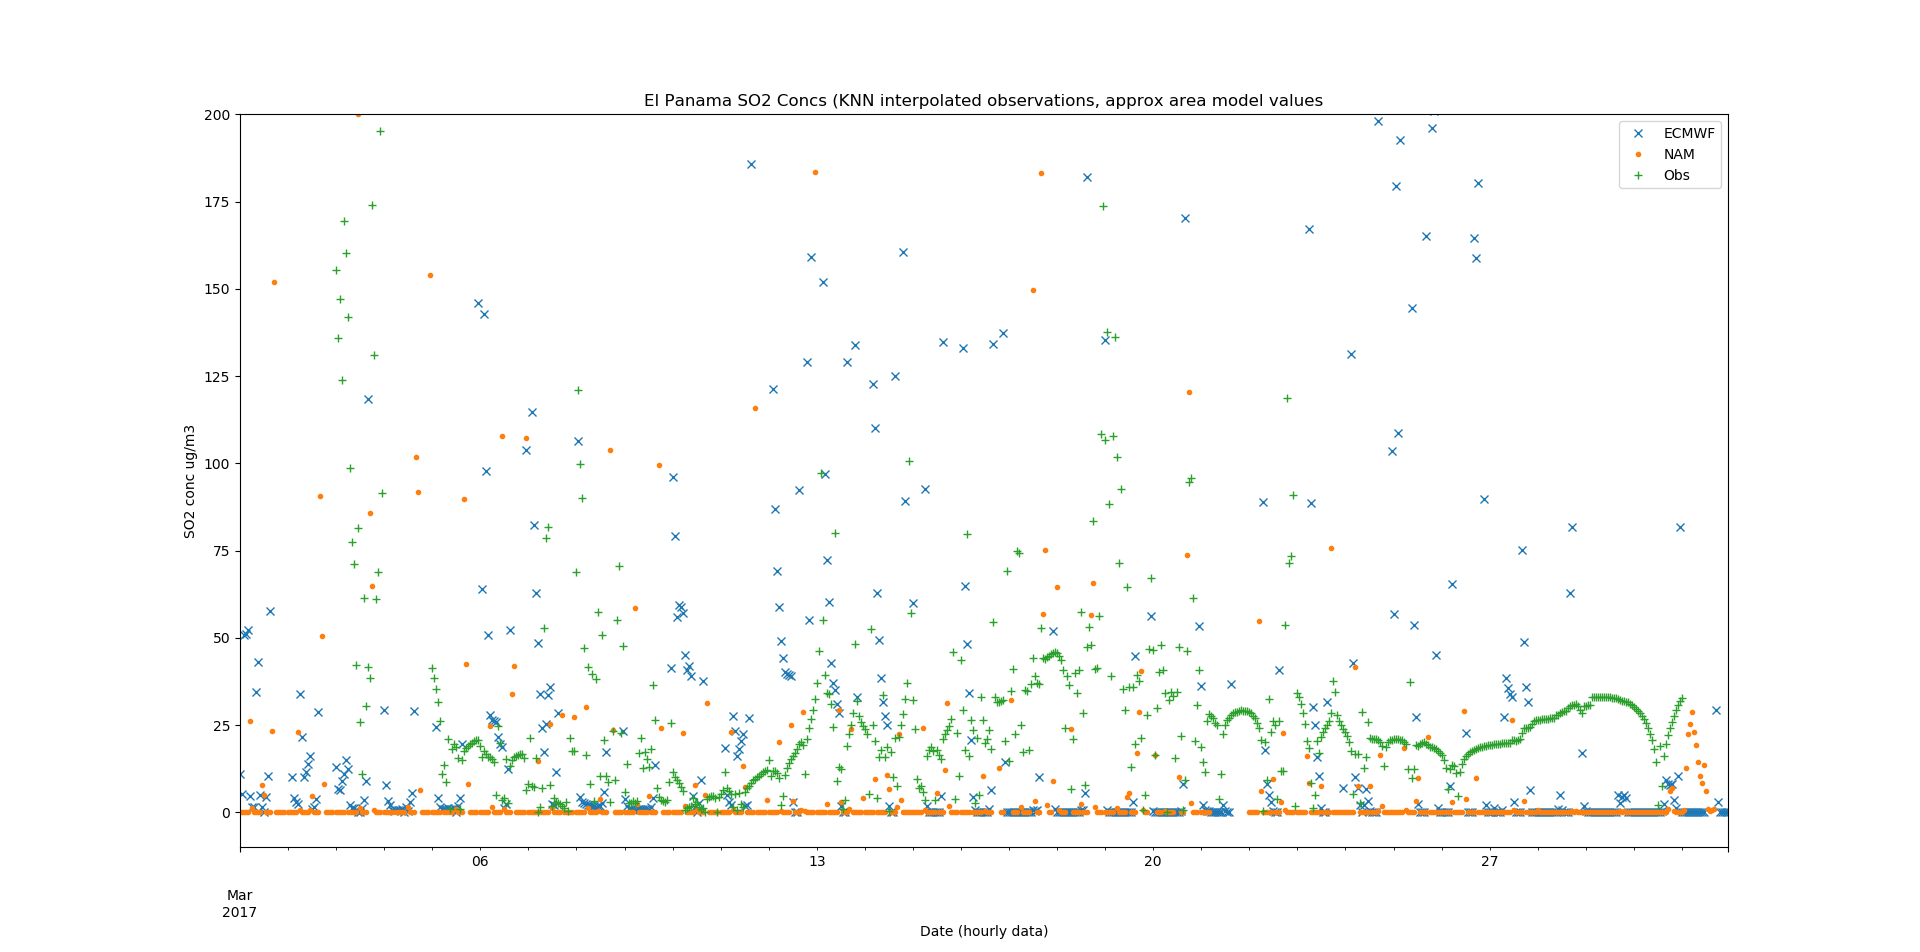 El Panama SO2 Concs (KNN interpolated observations, approx area model values
200
175
150
125
100
75
50
25
0
SO2 conc ug/m3
ECMWF
NAM
Obs
06
13
20
27
Mar
2017
Date (hourly data)